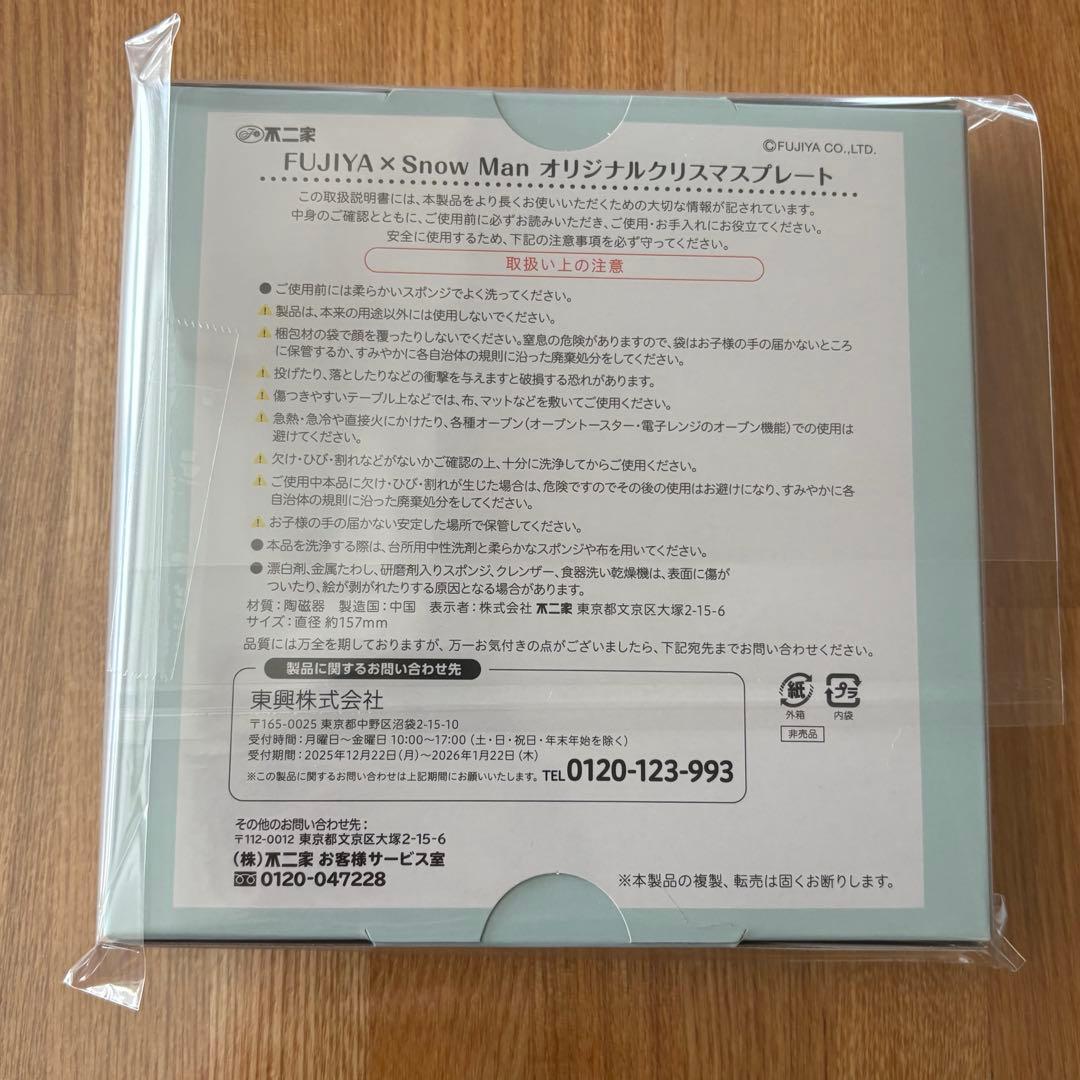 不二家
©FUJIYA CO.,LTD.
FUJIYA×Snow Man オリジナルクリスマスプレート
この取扱説明書には、本製品をより長くお使いいただくための大切な情報が記されています。
中身のご確認とともに、ご使用前に必ずお読みいただき、ご使用・お手入れにお役立てください。
安全に使用するため、下記の注意事項を必ず守ってください。
取扱い上の注意
●ご使用前には柔らかいスポンジでよく洗ってください。
製品は、本来の用途以外には使用しないでください。
梱包材の袋で顔を覆ったりしないでください。窒息の危険がありますので、袋はお子様の手の届かないところ
に保管するか、すみやかに各自治体の規則に沿った廃棄処分をしてください。
投げたり、落としたりなどの衝撃を与えますと破損する恐れがあります。
傷つきやすいテーブル上などでは、布、マットなどを敷いてご使用ください。
急熱・急冷や直接火にかけたり、各種オーブン(オーブントースター・電子レンジのオーブン機能)での使用は
避けてください。
欠け・ひび・割れなどがないかご確認の上、十分に洗浄してからご使用ください。
ご使用中本品に欠け・ひび・割れが生じた場合は、危険ですのでその後の使用はお避けになり、すみやかに各
自治体の規則に沿った廃棄処分をしてください。
お子様の手の届かない安定した場所で保管してください。
●本品を洗浄する際は、台所用中性洗剤と柔らかなスポンジや布を用いてください。
●漂白剤、金属たわし、研磨剤入りスポンジ、クレンザー、食器洗い乾燥機は、表面に傷が
ついたり、絵が剥がれたりする原因となる場合があります。
材質:陶磁器 製造国:中国 表示者:株式会社 不二家 東京都文京区大塚2-15-6
サイズ:直径 約157mm
品質には万全を期しておりますが、万一お気付きの点がございましたら、下記宛先までお問い合わせください。
製品に関するお問い合わせ先
東興株式会社
〒165-0025 東京都中野区沼袋2-15-10
受付時間:月曜日〜金曜日 10:00〜17:00 (土・日・祝日・年末年始を除く)
受付期間:2025年12月22日(月)〜2026年1月22日(木)
※この製品に関するお問い合わせは上記期間にお願いいたします。 TEL 0120-123-993
紙
外箱
プラ
内袋
非売品
その他のお問い合わせ先:
〒112-0012 東京都文京区大塚2-15-6
(株)不二家 お客様サービス室
0120-047228
※本製品の複製、転売は固くお断りします。